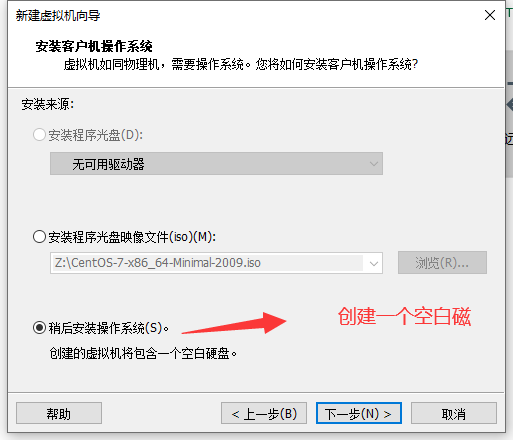 新建虚拟机向导
安装客户机操作系统
虚拟机如同物理机，需要操作系统。您将如何安装客户机操作系统?
安装来源:
安装程序光盘(D):
无可用驱动器
安装程序光盘映像文件(iso)(M):
Z:\CentOS-7-x86_64-Minimal-2009.iso
浏览(R)...
稍后安装操作系统(S)。
创建一个空白磁
创建的虚拟机将包含一个空白硬盘。
帮助
< 上一步(B)
下一步(N) >
取消